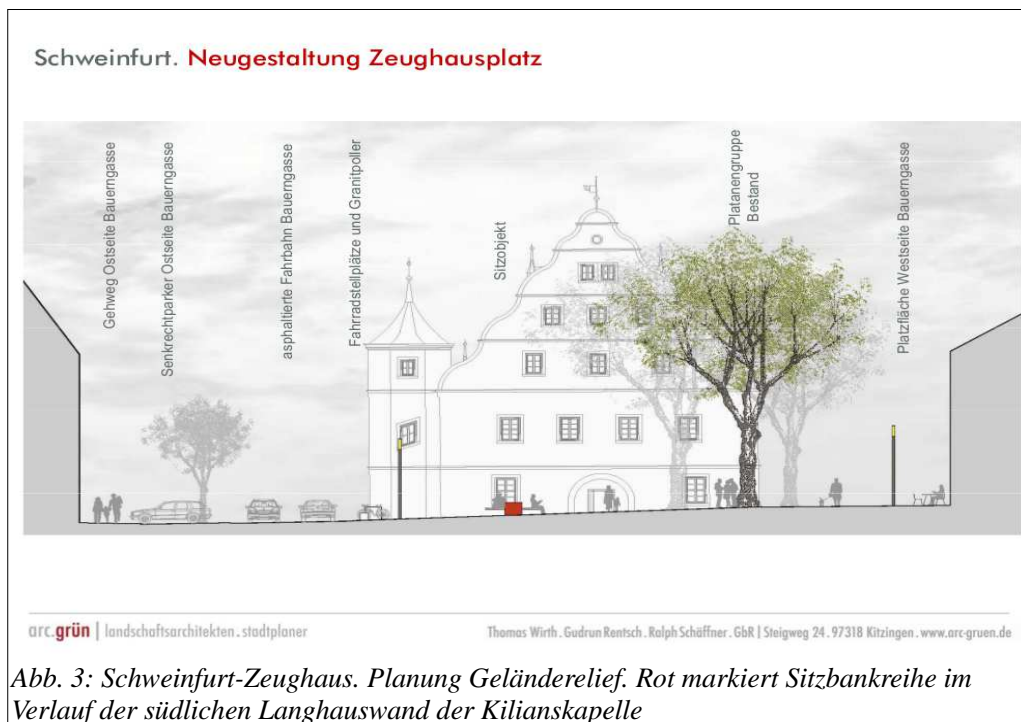 Schweinfurt. Neugestaltung Zeughausplatz
Gehweg Ostseite Bauerngasse
Senkrechtparker Ostseite Bauerngasse
asphaltierte Fahrbahn Bauerngasse
Fahrradstellplätze und Granitpoller
Sitzobjekt
Platanengruppe
Bestand
Platzfläche Westseite Bauerngasse
arc.grün | landschaftsarchitekten.stadtplaner
Thomas Wirth.Gudrun Rentsch.Ralph Schäffner.GbR | Steigweg 24.97318 Kitzingen.www.arc-gruen.de
Abb. 3: Schweinfurt-Zeughaus. Planung Geländerelief. Rot markiert Sitzbankreihe im
Verlauf der südlichen Langhauswand der Kilianskapelle